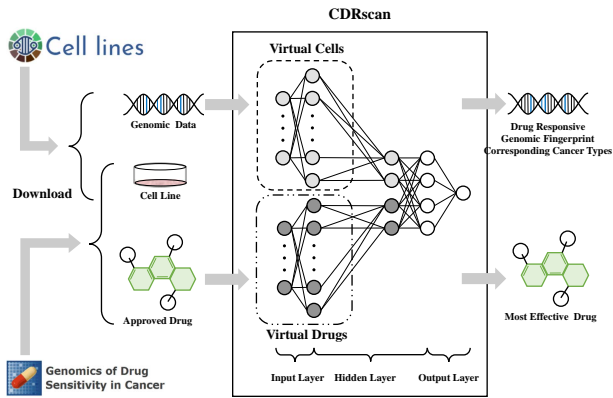 CDRscan
Cell lines
Virtual Cells
Genomic Data
Drug Responsive
Genomic Fingerprint
Corresponding Cancer Types
Download
Cell Line
Approved Drug
Most Effective Drug
Virtual Drugs
Genomics of Drug
Sensitivity in Cancer
Input Layer
Hidden Layer
Output Layer